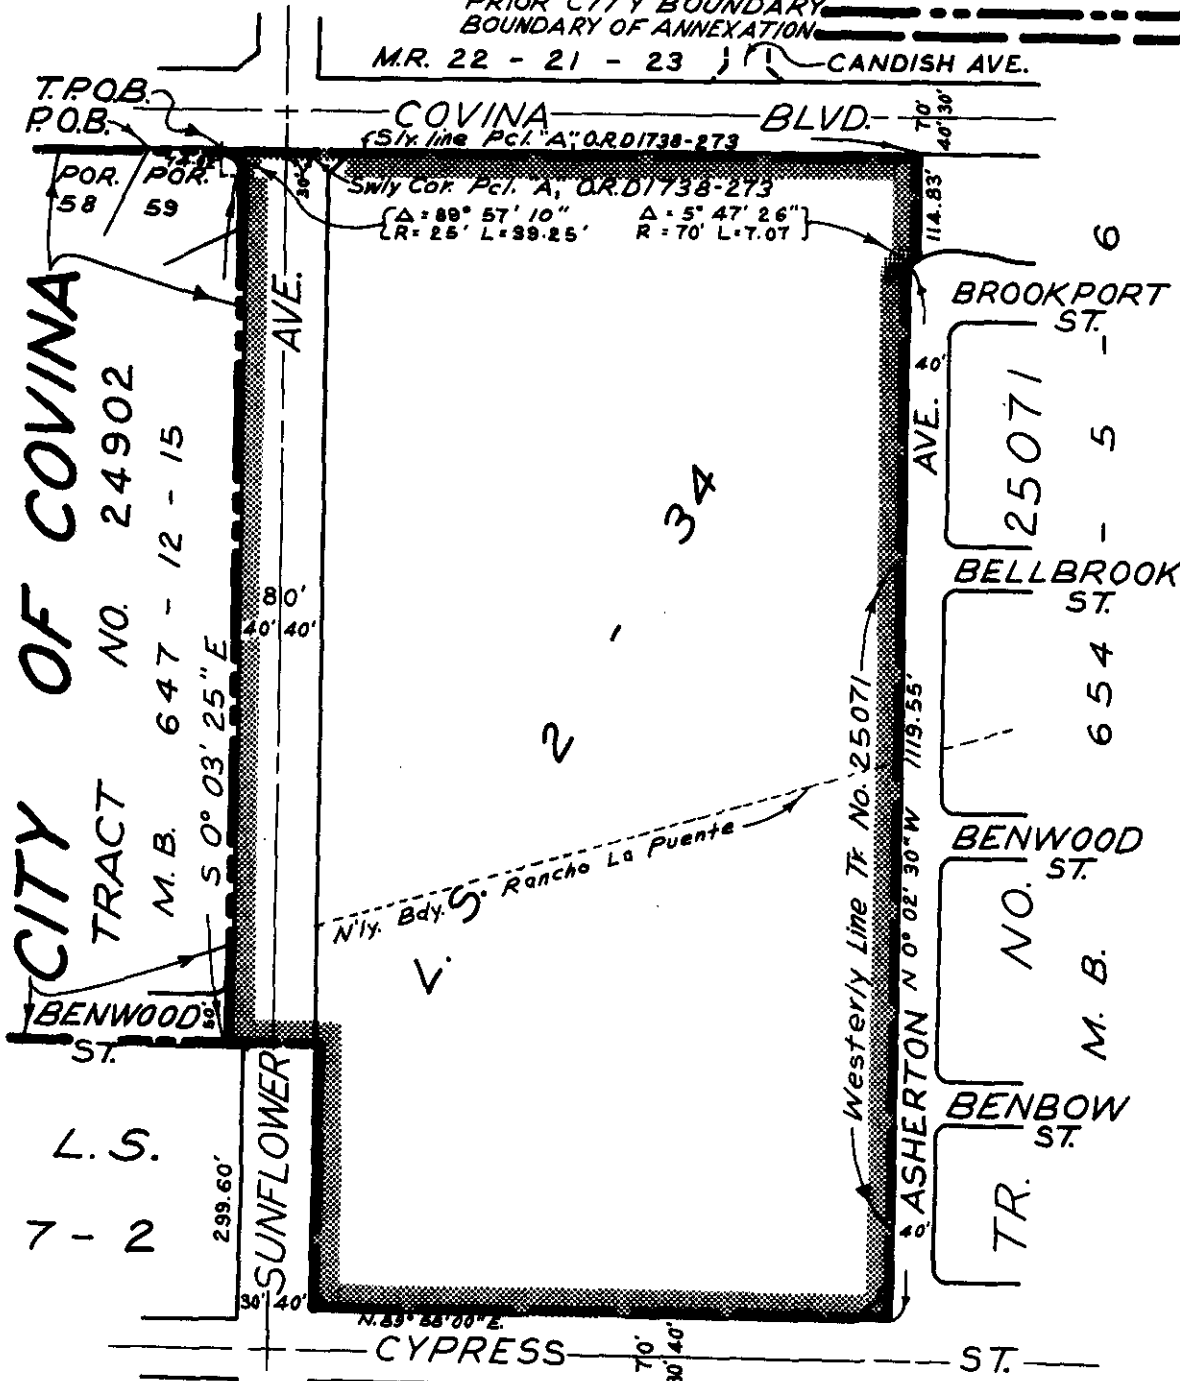 PRIOR CITY BOUNDARY
BOUNDARY OF ANNEXATION
M.R. 22 - 21 - 23
CANDISH AVE.
T.P.O.B.
P.O.B.
COVINA BLVD.
70'
40' 30'
S'ly. line Pcl. "A," O.R. D1738-273
Sw'ly Cor. Pcl. "A," O.R. D1738-273
POR. 58
POR. 59
30'
Δ = 89° 57' 10"
R = 25' L = 39.25'
Δ = 5° 47' 26"
R = 70' L = 7.07
114.83'
6
BROOKPORT ST.
AVE.
40'
AVE.
CITY OF COVINA
TRACT NO. 24902
M.B. 647 - 12 - 15
S 0° 03' 25" E
80'
40' 40'
25071
- 5 -
34
-
2
L. S.
BELLBROOK ST.
654
Westerly Line Tr. No. 25071
N 0° 02' 30" W 1119.55'
N'ly. Bdy. Rancho La Puente
BENWOOD ST.
NO.
M. B.
BENWOOD ST.
50'
ASHERTON
BENBOW ST.
TR.
40'
L. S.
7 - 2
299.60'
SUNFLOWER
30' 40'
CYPRESS ST.
70'
30' 40'